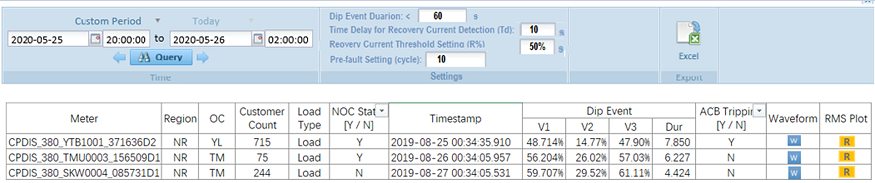 Custom Period Today
2020-05-25 20:00:00 to 2020-05-26 02:00:00
Query
Time
Dip Event Duarion: < 60 s
Time Delay for Recovery Current Detection (Td): 10 s
Reovery Current Threshold Setting (R%) 50% s
Pre-fault Setting (cycle): 10
Settings
Excel
Export
Meter Region OC Customer Count Load Type NOC Stat [Y / N] Timestamp Dip Event ACB Trippin [Y / N] Waveform RMS Plot
V1 V2 V3 Dur
CPDIS_380_YTB1001_371636D2 NR YL 715 Load Y 2019-08-25 00:34:35.910 48.714% 14.77% 47.90% 7.850 Y W R
CPDIS_380_TMU0003_156509D1 NR TM 75 Load Y 2019-08-26 00:34:05.957 56.204% 26.02% 57.03% 6.227 N W R
CPDIS_380_SKW0004_085731D1 NR TM 244 Load N 2019-08-27 00:34:05.531 59.707% 29.52% 61.11% 4.424 N W R